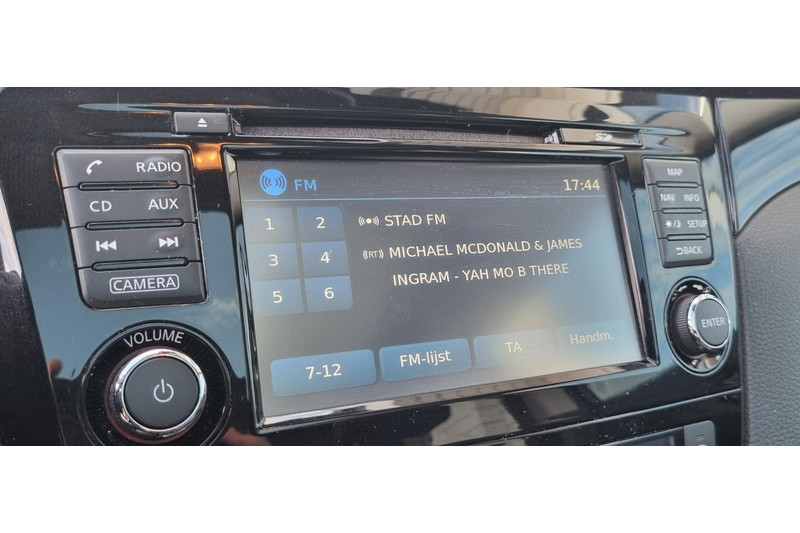 RADIO
CD AUX
CAMERA
VOLUME
FM 17:44
1 2
3 4
5 6
STAD FM
(RT) MICHAEL MCDONALD & JAMES
INGRAM - YAH MO B THERE
7-12 FM-lijst TA Handm.
MAP
NAV INFO
SETUP
BACK
ENTER